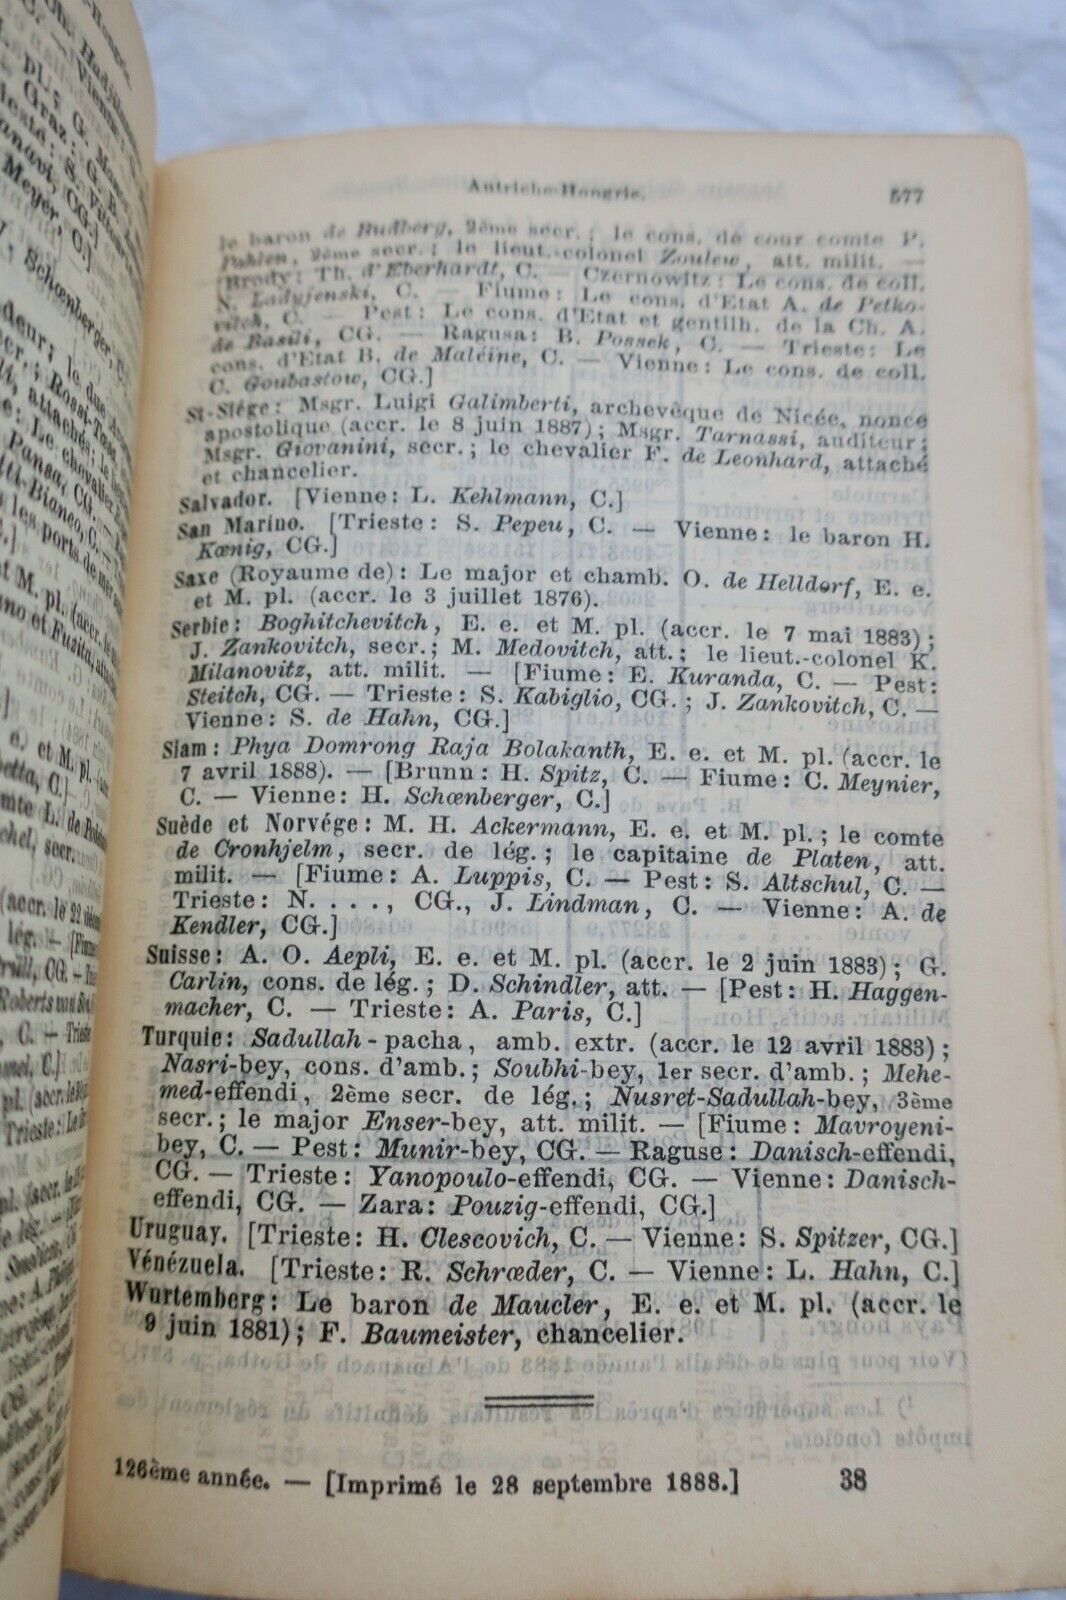 Autriche-Hongrie. 577
le baron de Budberg, 2ème secr.; le cons. de cour comte P.
Pahlen, 2ème secr.; le lieut.-colonel Zoulew, att. milit. —
[Brody: Th. d'Eberhardt, C. — Czernowitz: Le cons. de coll.
N. Ladyjenski, C. — Fiume: Le cons. d'Etat A. de Petko-
vitch, C. — Pest: Le cons. d'Etat et gentilh. de la Ch. A.
de Basili, CG. — Ragusa: B. Possek, C. — Trieste: Le
cons. d'Etat B. de Maléine, C. — Vienne: Le cons. de coll.
C. Goubastow, CG.]
St-Siège: Msgr. Luigi Galimberti, archevêque de Nicée, nonce
apostolique (accr. le 8 juin 1887); Msgr. Tarnassi, auditeur;
Msgr. Giovanini, secr.; le chevalier F. de Leonhard, attaché
et chancelier.
Salvador. [Vienne: L. Kehlmann, C.]
San Marino. [Trieste: S. Pepeu, C. — Vienne: le baron H.
Kœnig, CG.]
Saxe (Royaume de): Le major et chamb. O. de Helldorf, E. e.
et M. pl. (accr. le 3 juillet 1876).
Serbie: Boghitchevitch, E. e. et M. pl. (accr. le 7 mai 1883);
J. Zankovitch, secr.; M. Medovitch, att.; le lieut.-colonel K.
Milanovitz, att. milit. — [Fiume: E. Kuranda, C. — Pest:
Steitch, CG. — Trieste: S. Kabiglio, CG.; J. Zankovitch, C. —
Vienne: S. de Hahn, CG.]
Siam: Phya Domrong Raja Bolakanth, E. e. et M. pl. (accr. le
7 avril 1888). — [Brunn: H. Spitz, C. — Fiume: C. Meynier,
C. — Vienne: H. Schœnberger, C.]
Suède et Norvége: M. H. Ackermann, E. e. et M. pl.; le comte
de Cronhjelm, secr. de lég.; le capitaine de Platen, att.
milit. — [Fiume: A. Luppis, C. — Pest: S. Altschul, C. —
Trieste: N. . . ., CG., J. Lindman, C. — Vienne: A. de
Kendler, CG.]
Suisse: A. O. Aepli, E. e. et M. pl. (accr. le 2 juin 1883); G.
Carlin, cons. de lég.; D. Schindler, att. — [Pest: H. Haggen-
macher, C. — Trieste: A. Paris, C.]
Turquie: Sadullah-pacha, amb. extr. (accr. le 12 avril 1883);
Nasri-bey, cons. d'amb.; Soubhi-bey, 1er secr. d'amb.; Mehe-
med-effendi, 2ème secr. de lég.; Nusret-Sadullah-bey, 3ème
secr.; le major Enser-bey, att. milit. — [Fiume: Mavroyeni-
bey, C. — Pest: Munir-bey, CG. — Raguse: Danisch-effendi,
CG. — Trieste: Yanopoulo-effendi, CG. — Vienne: Danisch-
effendi, CG. — Zara: Pouzig-effendi, CG.]
Uruguay. [Trieste: H. Clescovich, C. — Vienne: S. Spitzer, CG.]
Vénézuela. [Trieste: R. Schrœder, C. — Vienne: L. Hahn, C.]
Wurtemberg: Le baron de Maucler, E. e. et M. pl. (accr. le
9 juin 1881); F. Baumeister, chancelier.
126ème année. — [Imprimé le 28 septembre 1888.] 38